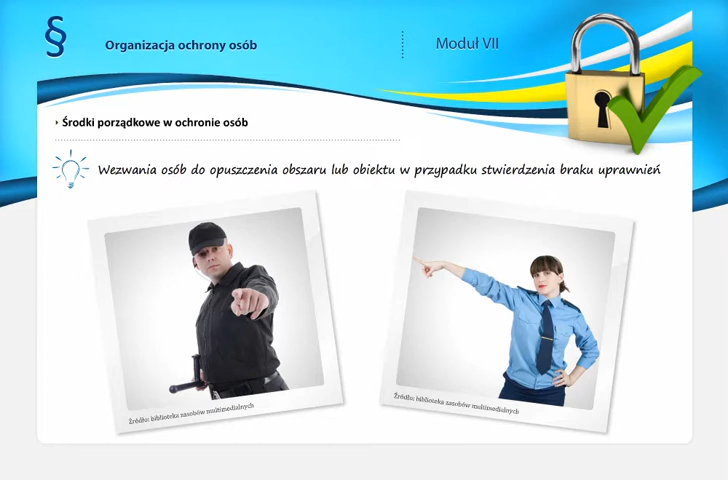 §
Organizacja ochrony osób
Moduł VII
Środki porządkowe w ochronie osób
Wezwania osób do opuszczenia obszaru lub obiektu w przypadku stwierdzenia braku uprawnień
Źródło: biblioteka zasobów multimedialnych
Źródło: biblioteka zasobów multimedialnych